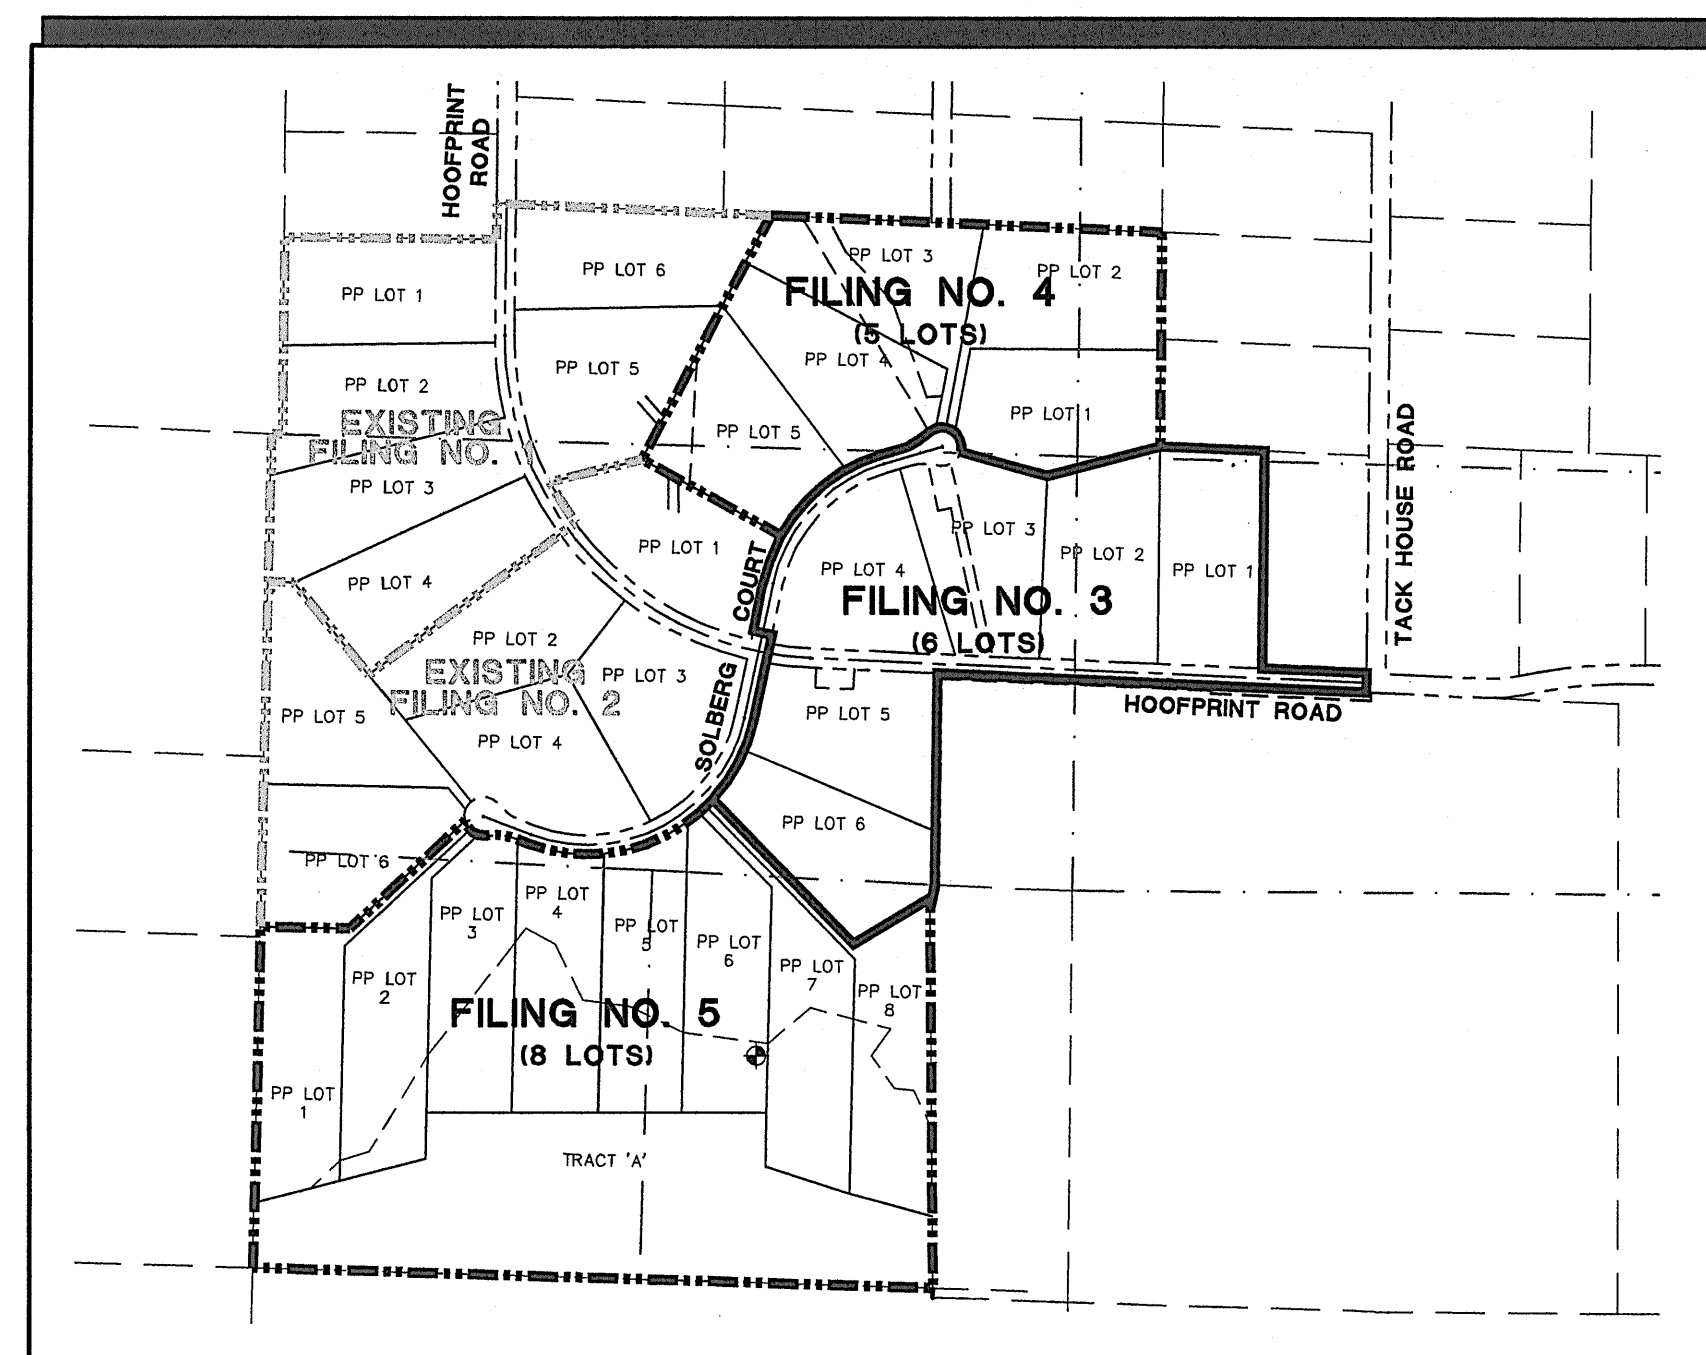 HOOFPRINT
ROAD
PP LOT 3
PP LOT 2
PP LOT 6
PP LOT 1
FILING NO. 4
(5 LOTS)
PP LOT 4
PP LOT 5
PP LOT 2
PP LOT 1
EXISTING
FILING NO. 1
PP LOT 5
PP LOT 3
TACK HOUSE ROAD
PP LOT 3
PP LOT 1
PP LOT 2
PP LOT 4
PP LOT 1
PP LOT 4
COURT
FILING NO. 3
(6 LOTS)
PP LOT 2
EXISTING
FILING NO. 2
PP LOT 3
SOLBERG
HOOFPRINT ROAD
PP LOT 5
PP LOT 5
PP LOT 4
PP LOT 6
PP LOT 6
PP LOT
3
PP LOT
4
PP LOT
5
PP LOT
6
PP LOT
2
PP LOT
7
PP LOT
8
FILING NO. 5
(8 LOTS)
PP LOT
1
TRACT 'A'